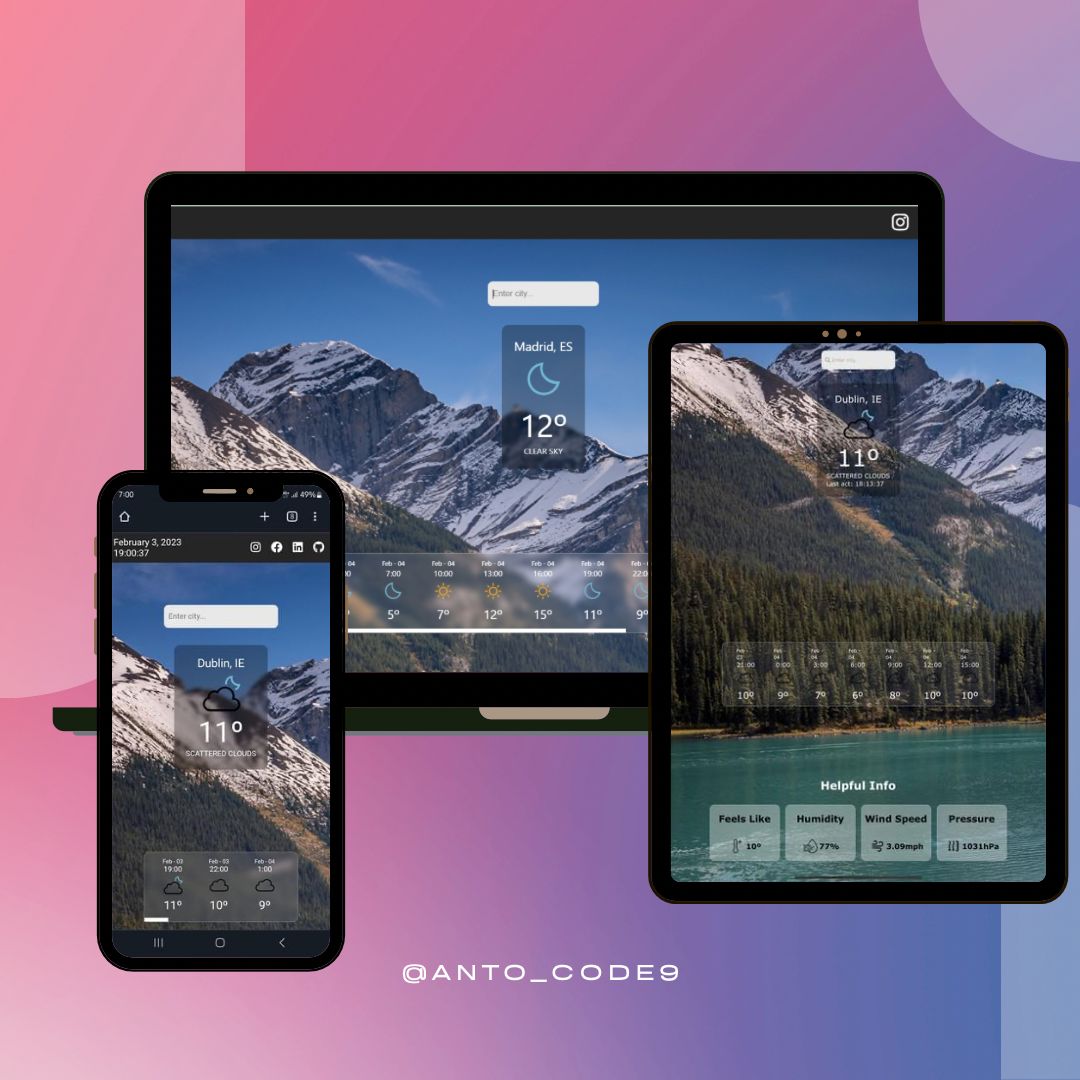 Enter city...
Madrid, ES
12º
CLEAR SKY
04
Feb - 04
Feb - 04
Feb - 04
Feb - 04
Feb - 04
Feb - 04
7:00
10:00
13:00
16:00
19:00
22:0
5º
7º
12º
15º
11º
9º
Enter city...
Dublin, IE
11º
SCATTERED CLOUDS
Last act: 18:13:37
Feb -
04
Feb -
04
Feb -
04
Feb -
04
Feb -
04
Feb -
04
21:00
0:00
3:00
6:00
9:00
12:00
15:00
10º
9º
7º
6º
8º
10º
10º
Helpful Info
Feels Like
Humidity
Wind Speed
Pressure
10º
77%
3.09mph
1031hPa
7:00
49%
8
February 3, 2023
19:00:37
Enter city...
Dublin, IE
11º
SCATTERED CLOUDS
Feb - 03
Feb - 03
Feb - 04
19:00
22:00
1:00
11º
10º
9º
@ANTO_CODE9